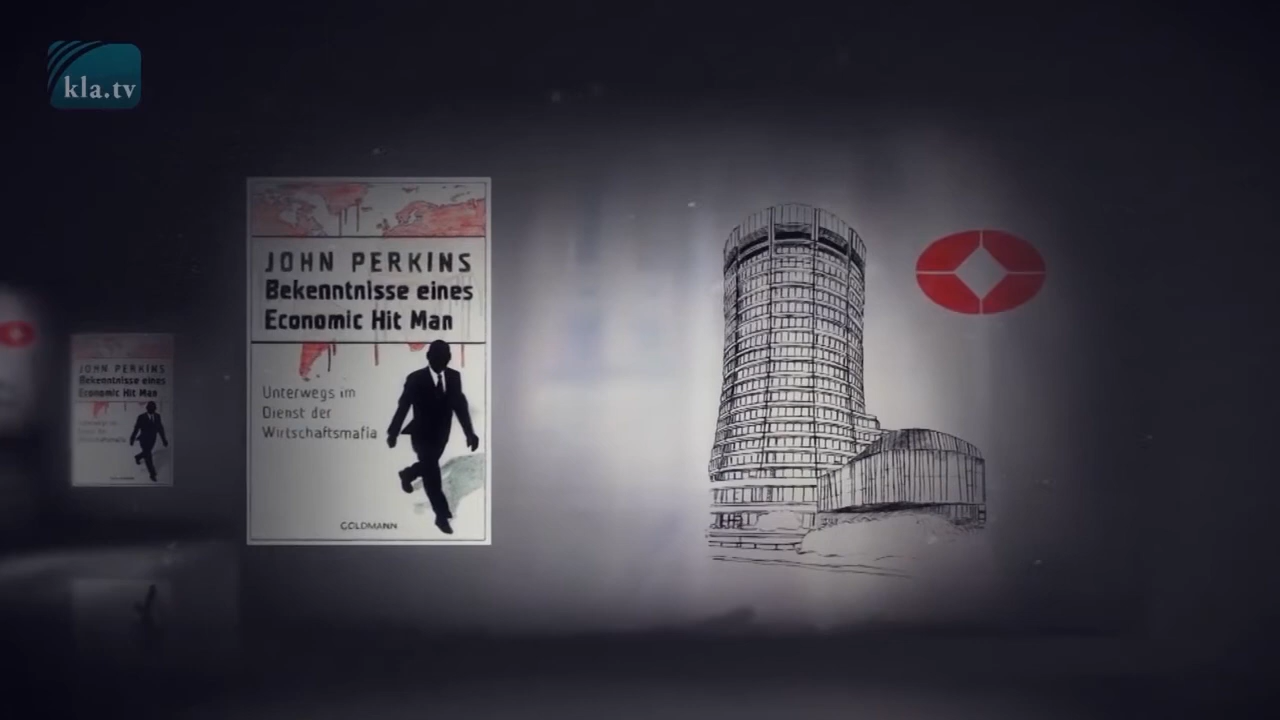 kla.tv
JOHN PERKINS
Bekenntnisse eines
Economic Hit Man
Unterwegs im
Dienst der
Wirtschaftsmafia
GOLDMANN
JOHN PERKINS
Bekenntnisse eines
Economic Hit Man